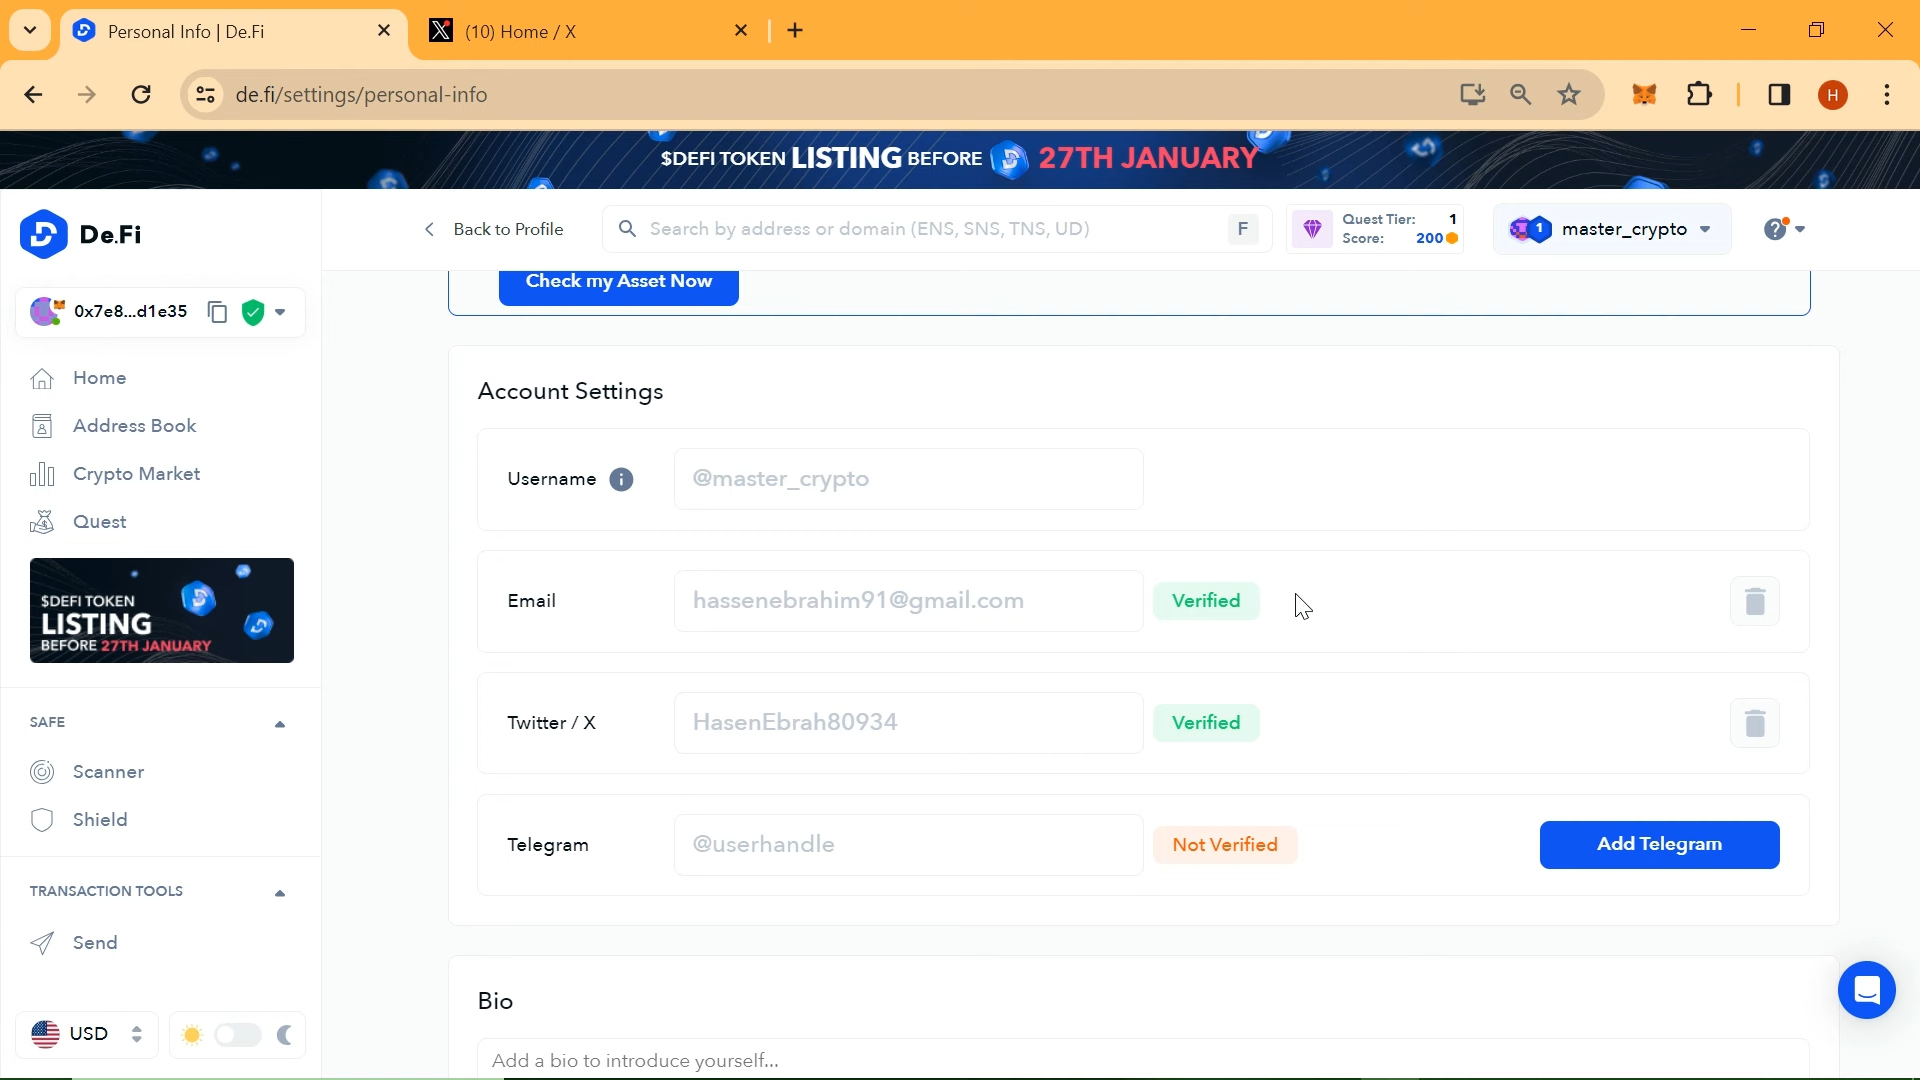 Personal Info | De.Fi
(10) Home / X
de.fi/settings/personal-info
H
$DEFI TOKEN LISTING BEFORE 27TH JANUARY
De.Fi
Back to Profile
Search by address or domain (ENS, SNS, TNS, UD)
F
Quest Tier: 1
Score: 200
1
master_crypto
?
0x7e8...d1e35
Home
Address Book
Crypto Market
Quest
$DEFI TOKEN
LISTING
BEFORE 27TH JANUARY
SAFE
Scanner
Shield
TRANSACTION TOOLS
Send
USD
Check my Asset Now
Account Settings
Username i
@master_crypto
Email
hassenebrahim91@gmail.com
Verified
Twitter / X
HasenEbrah80934
Verified
Telegram
@userhandle
Not Verified
Add Telegram
Bio
Add a bio to introduce yourself...